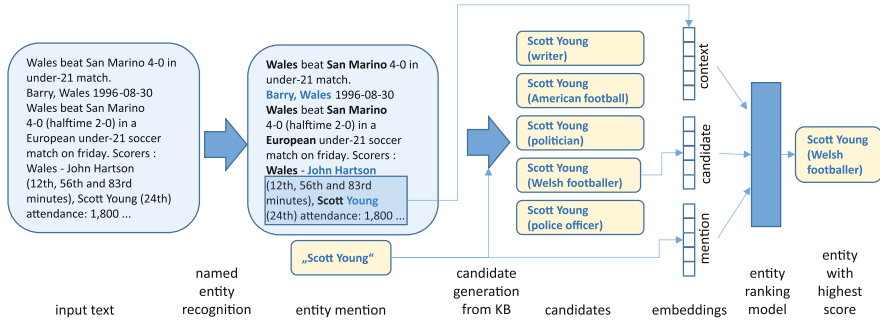 Wales beat San Marino 4-0 in
under-21 match.
Barry, Wales 1996-08-30
Wales beat San Marino
4-0 (halftime 2-0) in a
European under-21 soccer
match on friday. Scorers :
Wales - John Hartson
(12th, 56th and 83rd
minutes), Scott Young (24th)
attendance: 1,800 ...
input text
named
entity
recognition
Wales beat San Marino 4-0 in
under-21 match.
Barry, Wales 1996-08-30
Wales beat San Marino
4-0 (halftime 2-0) in a
European under-21 soccer
match on friday. Scorers :
Wales - John Hartson
(12th, 56th and 83rd
minutes), Scott Young
(24th) attendance: 1,800 ...
„Scott Young“
entity mention
candidate
generation
from KB
Scott Young
(writer)
Scott Young
(American football)
Scott Young
(politician)
Scott Young
(Welsh footballer)
Scott Young
(police officer)
candidates
context
candidate
mention
embeddings
entity
ranking
model
Scott Young
(Welsh
footballer)
entity
with
highest
score